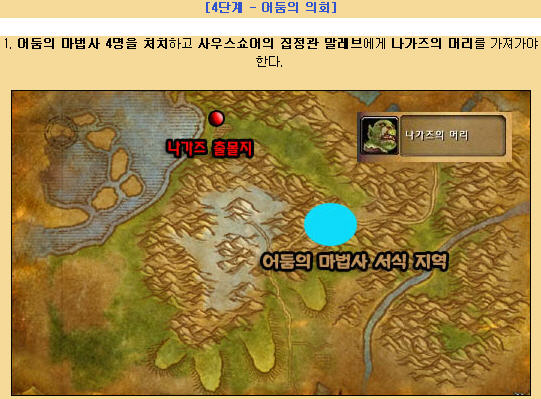 [4단계 - 어둠의 의회]
1. 어둠의 마법사 4명을 처치하고 사우스쇼어의 집정관 말레브에게 나가즈의 머리를 가져가야
한다.
나가즈의 머리
나가즈 출몰지
어둠의 마법사 서식 지역